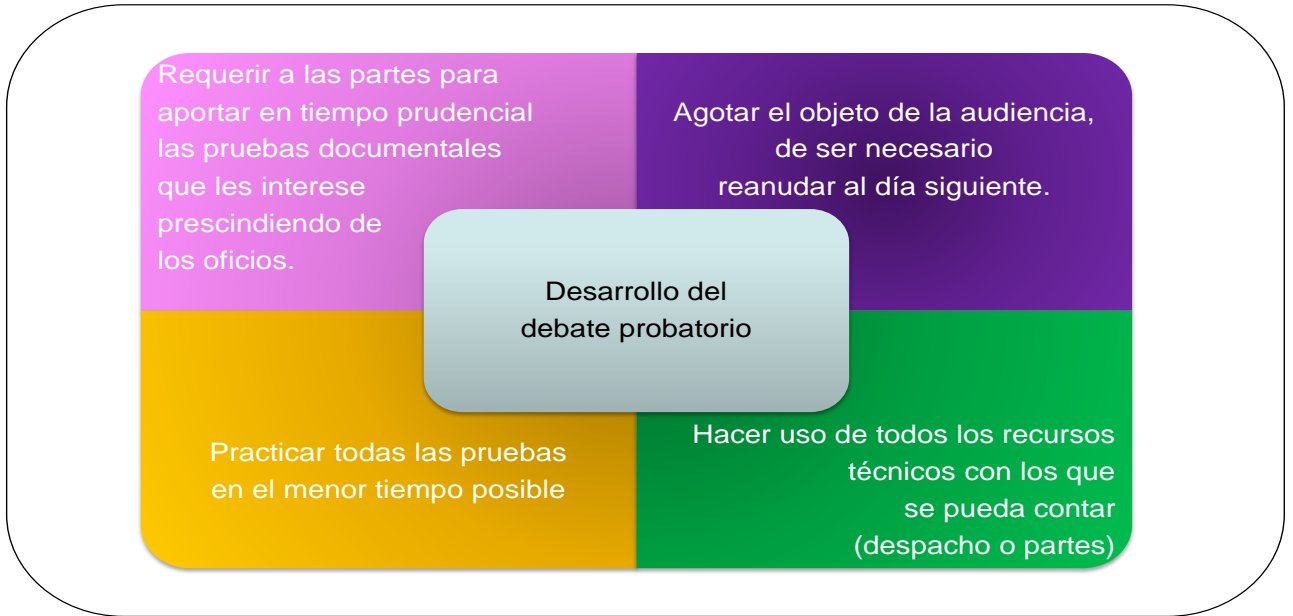 Requerir a las partes para
aportar en tiempo prudencial
las pruebas documentales
que les interese
prescindiendo de
los oficios.
Agotar el objeto de la audiencia,
de ser necesario
reanudar al día siguiente.
Desarrollo del
debate probatorio
Practicar todas las pruebas
en el menor tiempo posible
Hacer uso de todos los recursos
técnicos con los que
se pueda contar
(despacho o partes)